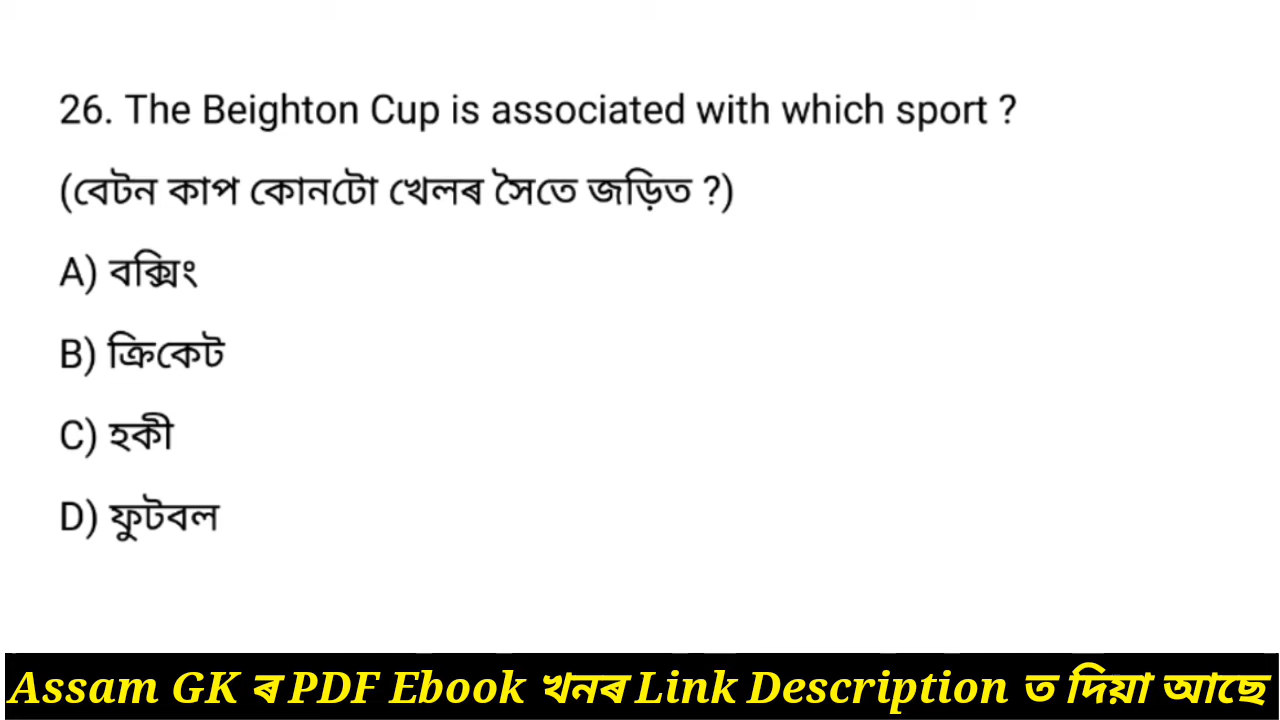 26. The Beighton Cup is associated with which sport ?
(বেটন কাপ কোনটো খেলৰ সৈতে জড়িত ?)
A) বক্সিং
B) ক্ৰিকেট
C) হকী
D) ফুটবল
Assam GK ৰ PDF Ebook খনৰ Link Description ত দিয়া আছে